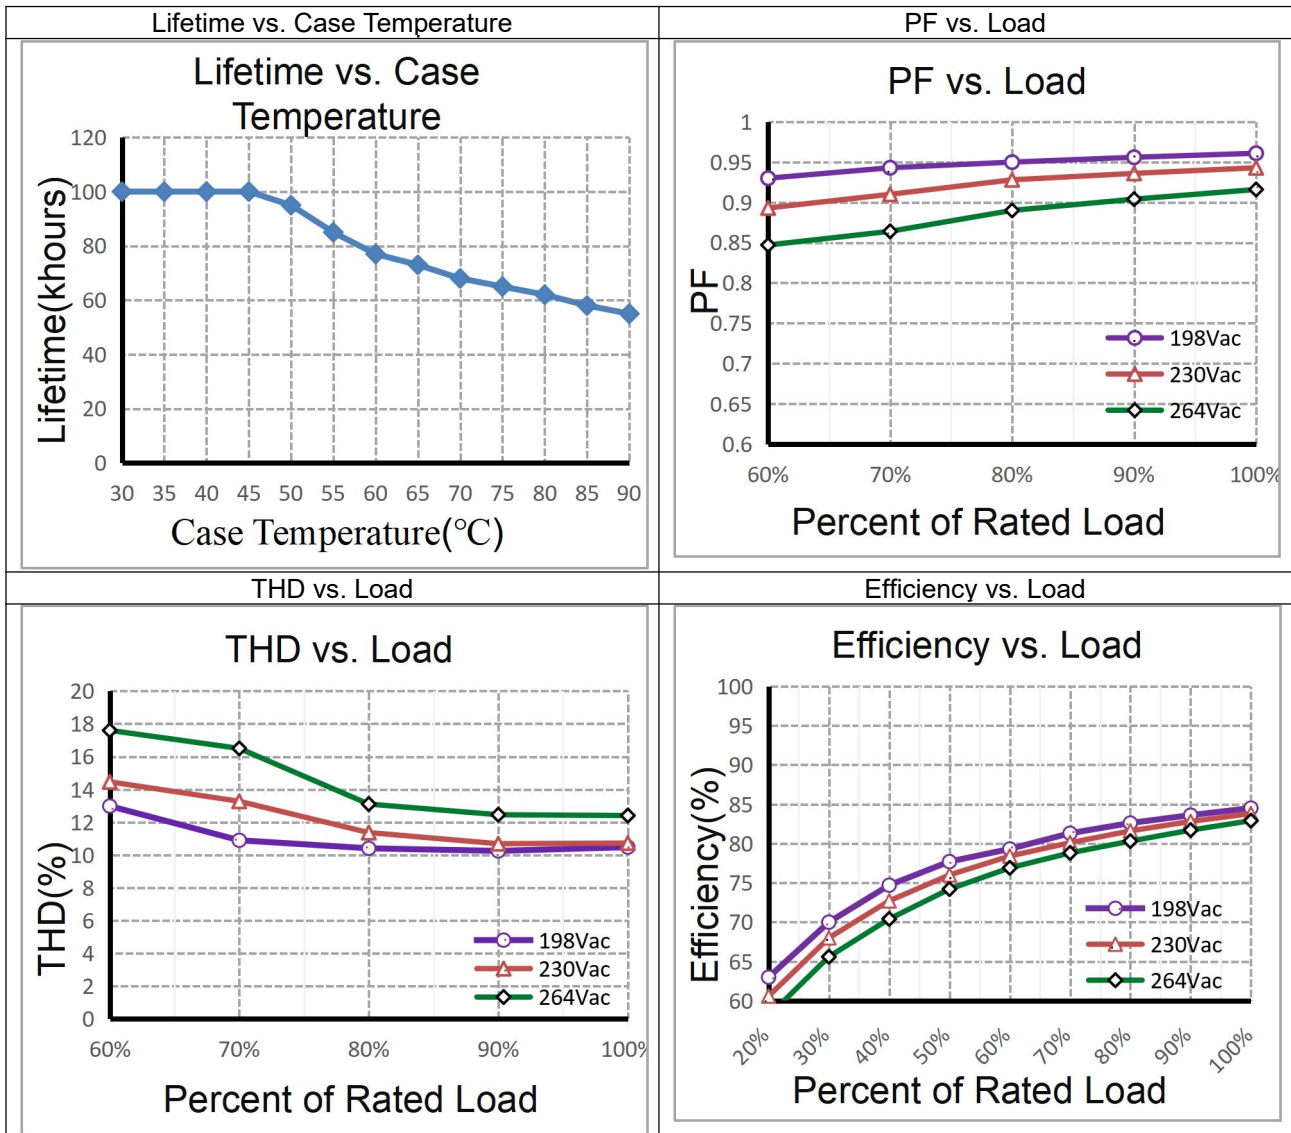 Lifetime vs. Case Temperature
PF vs. Load
Lifetime vs. Case
Temperature
120
100
80
60
40
20
0
Lifetime(khours)
30 35 40 45 50 55 60 65 70 75 80 85 90
Case Temperature(℃)
PF vs. Load
1
0.95
0.9
0.85
0.8
0.75
0.7
0.65
0.6
PF
198Vac
230Vac
264Vac
60% 70% 80% 90% 100%
Percent of Rated Load
THD vs. Load
Efficiency vs. Load
THD vs. Load
20
18
16
14
12
10
8
6
4
2
0
THD(%)
198Vac
230Vac
264Vac
60% 70% 80% 90% 100%
Percent of Rated Load
Efficiency vs. Load
100
95
90
85
80
75
70
65
60
Efficiency(%)
198Vac
230Vac
264Vac
20% 30% 40% 50% 60% 70% 80% 90% 100%
Percent of Rated Load